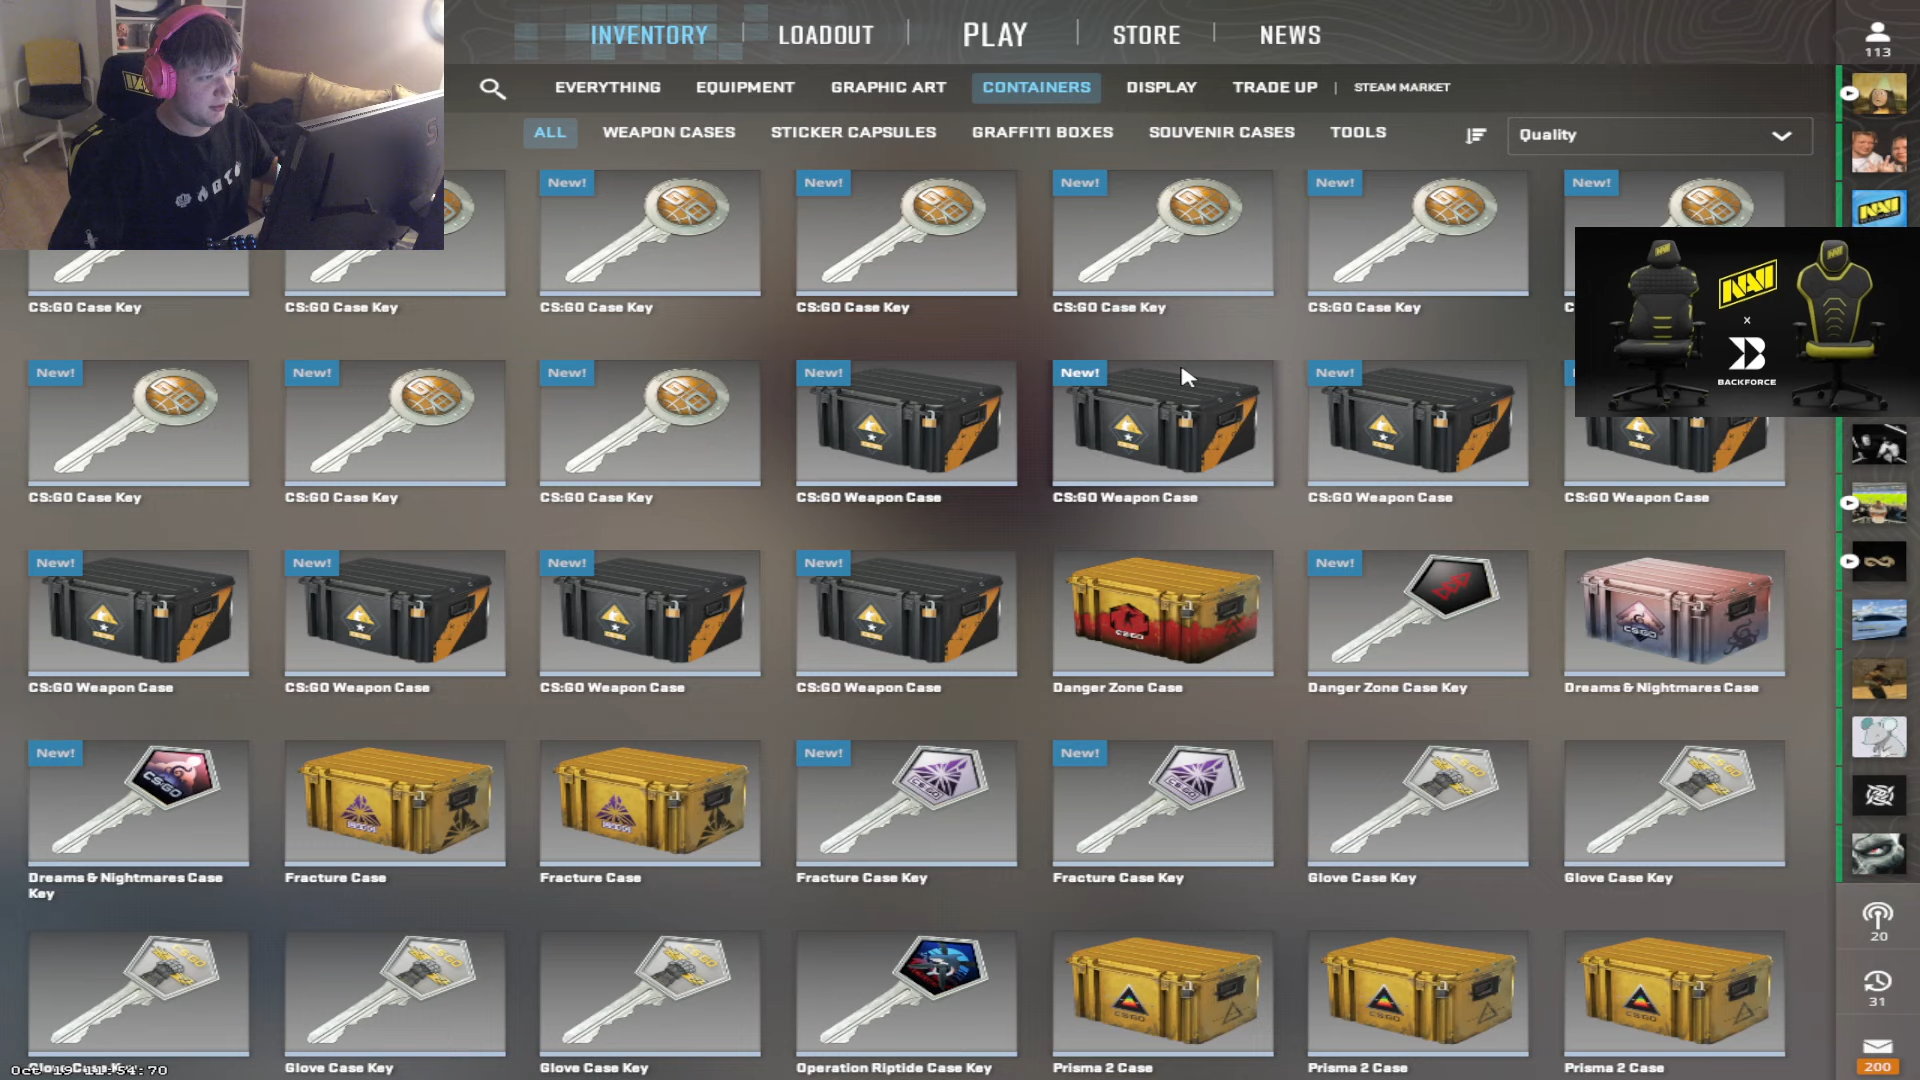 INVENTORY
LOADOUT
PLAY
STORE
NEWS
113
EVERYTHING
EQUIPMENT
GRAPHIC ART
CONTAINERS
DISPLAY
TRADE UP
STEAM MARKET
ALL
WEAPON CASES
STICKER CAPSULES
GRAFFITI BOXES
SOUVENIR CASES
TOOLS
Quality
New!
New!
New!
New!
New!
CS:GO Case Key
CS:GO Case Key
CS:GO Case Key
CS:GO Case Key
CS:GO Case Key
CS:GO Case Key
NAVI
x
BACKFORCE
New!
New!
New!
New!
New!
New!
CS:GO Case Key
CS:GO Case Key
CS:GO Case Key
CS:GO Weapon Case
CS:GO Weapon Case
CS:GO Weapon Case
CS:GO Weapon Case
New!
New!
New!
New!
New!
CS:GO Weapon Case
CS:GO Weapon Case
CS:GO Weapon Case
CS:GO Weapon Case
Danger Zone Case
Danger Zone Case Key
Dreams & Nightmares Case
New!
New!
New!
Dreams & Nightmares Case
Key
Fracture Case
Fracture Case
Fracture Case Key
Fracture Case Key
Glove Case Key
Glove Case Key
Glove Case Key
Glove Case Key
Operation Riptide Case Key
Prisma 2 Case
Prisma 2 Case
Prisma 2 Case
20
31
200